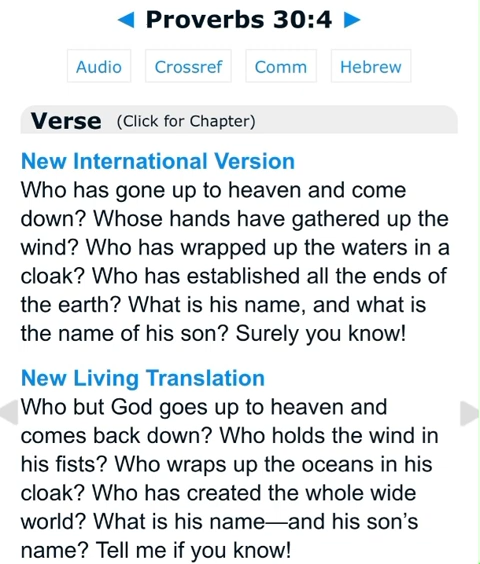 ◀ Proverbs 30:4 ▶
Audio Crossref Comm Hebrew
Verse (Click for Chapter)
New International Version
Who has gone up to heaven and come
down? Whose hands have gathered up the
wind? Who has wrapped up the waters in a
cloak? Who has established all the ends of
the earth? What is his name, and what is
the name of his son? Surely you know!
New Living Translation
Who but God goes up to heaven and
comes back down? Who holds the wind in
his fists? Who wraps up the oceans in his
cloak? Who has created the whole wide
world? What is his name—and his son’s
name? Tell me if you know!